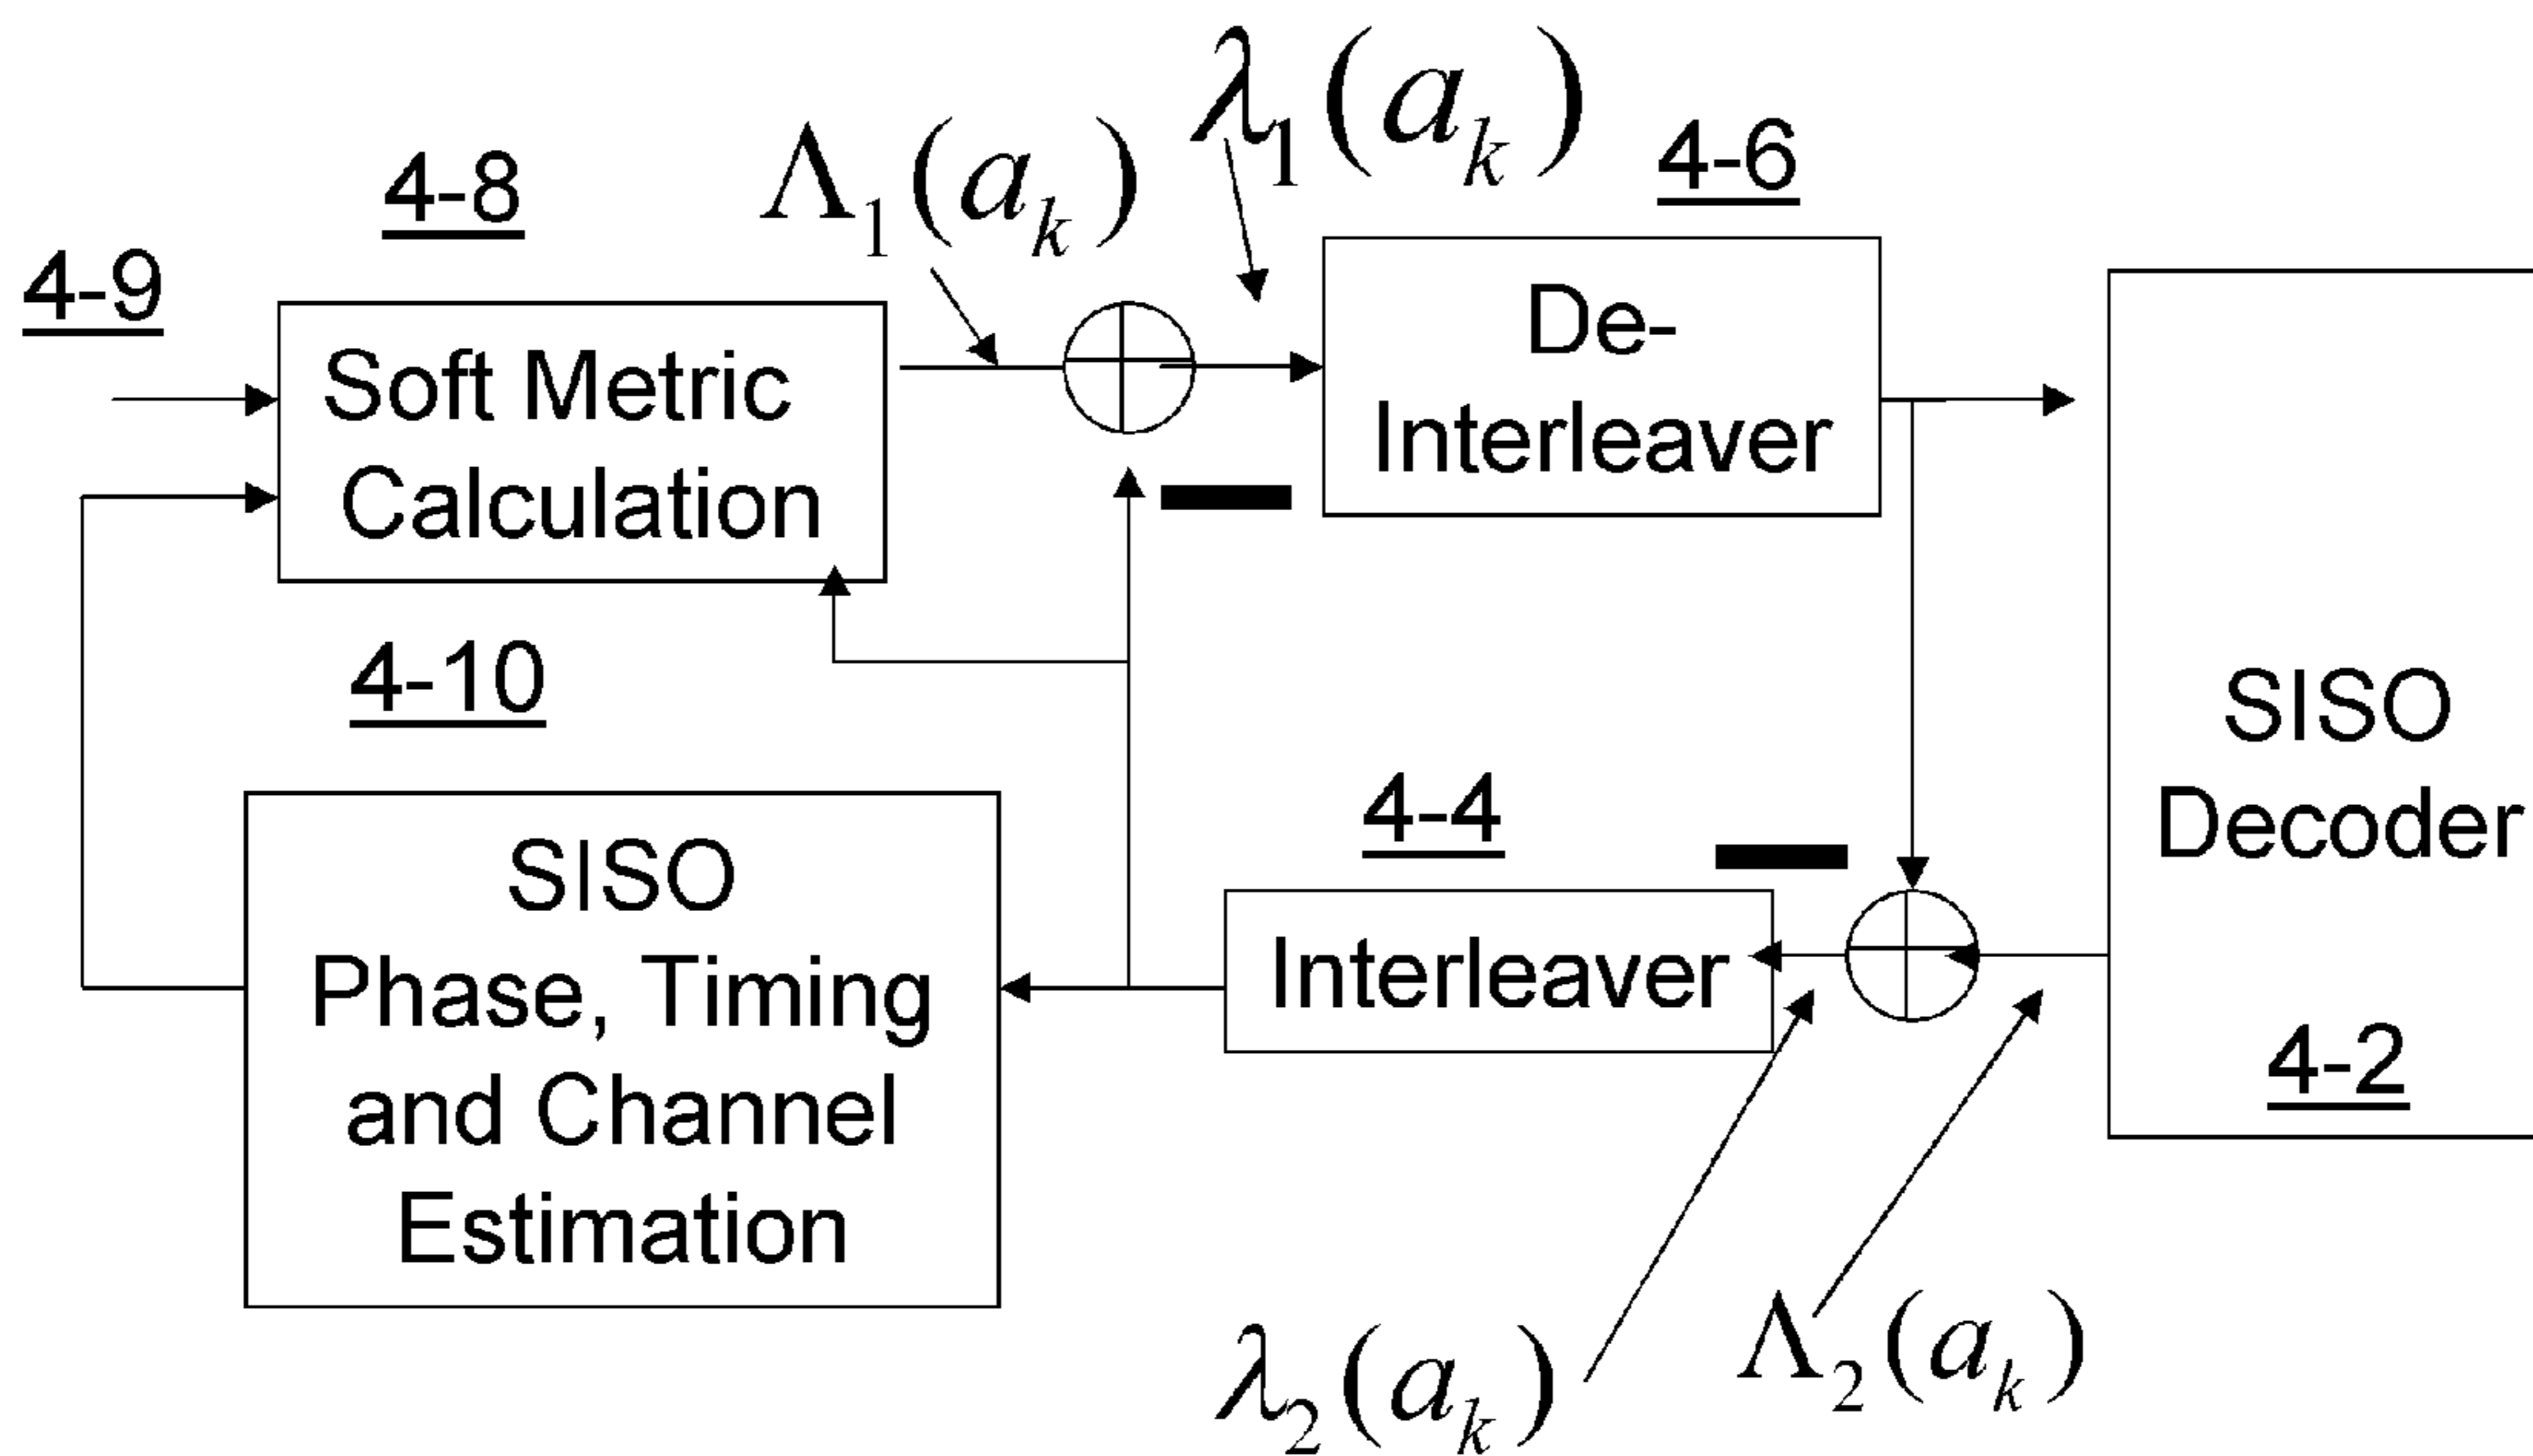 λ₁(aₖ)
4-6
4-8
Λ₁(aₖ)
4-9
Soft Metric
Calculation
De-
Interleaver
4-10
SISO
Decoder
4-2
4-4
Interleaver
SISO
Phase, Timing
and Channel
Estimation
λ₂(aₖ)
Λ₂(aₖ)